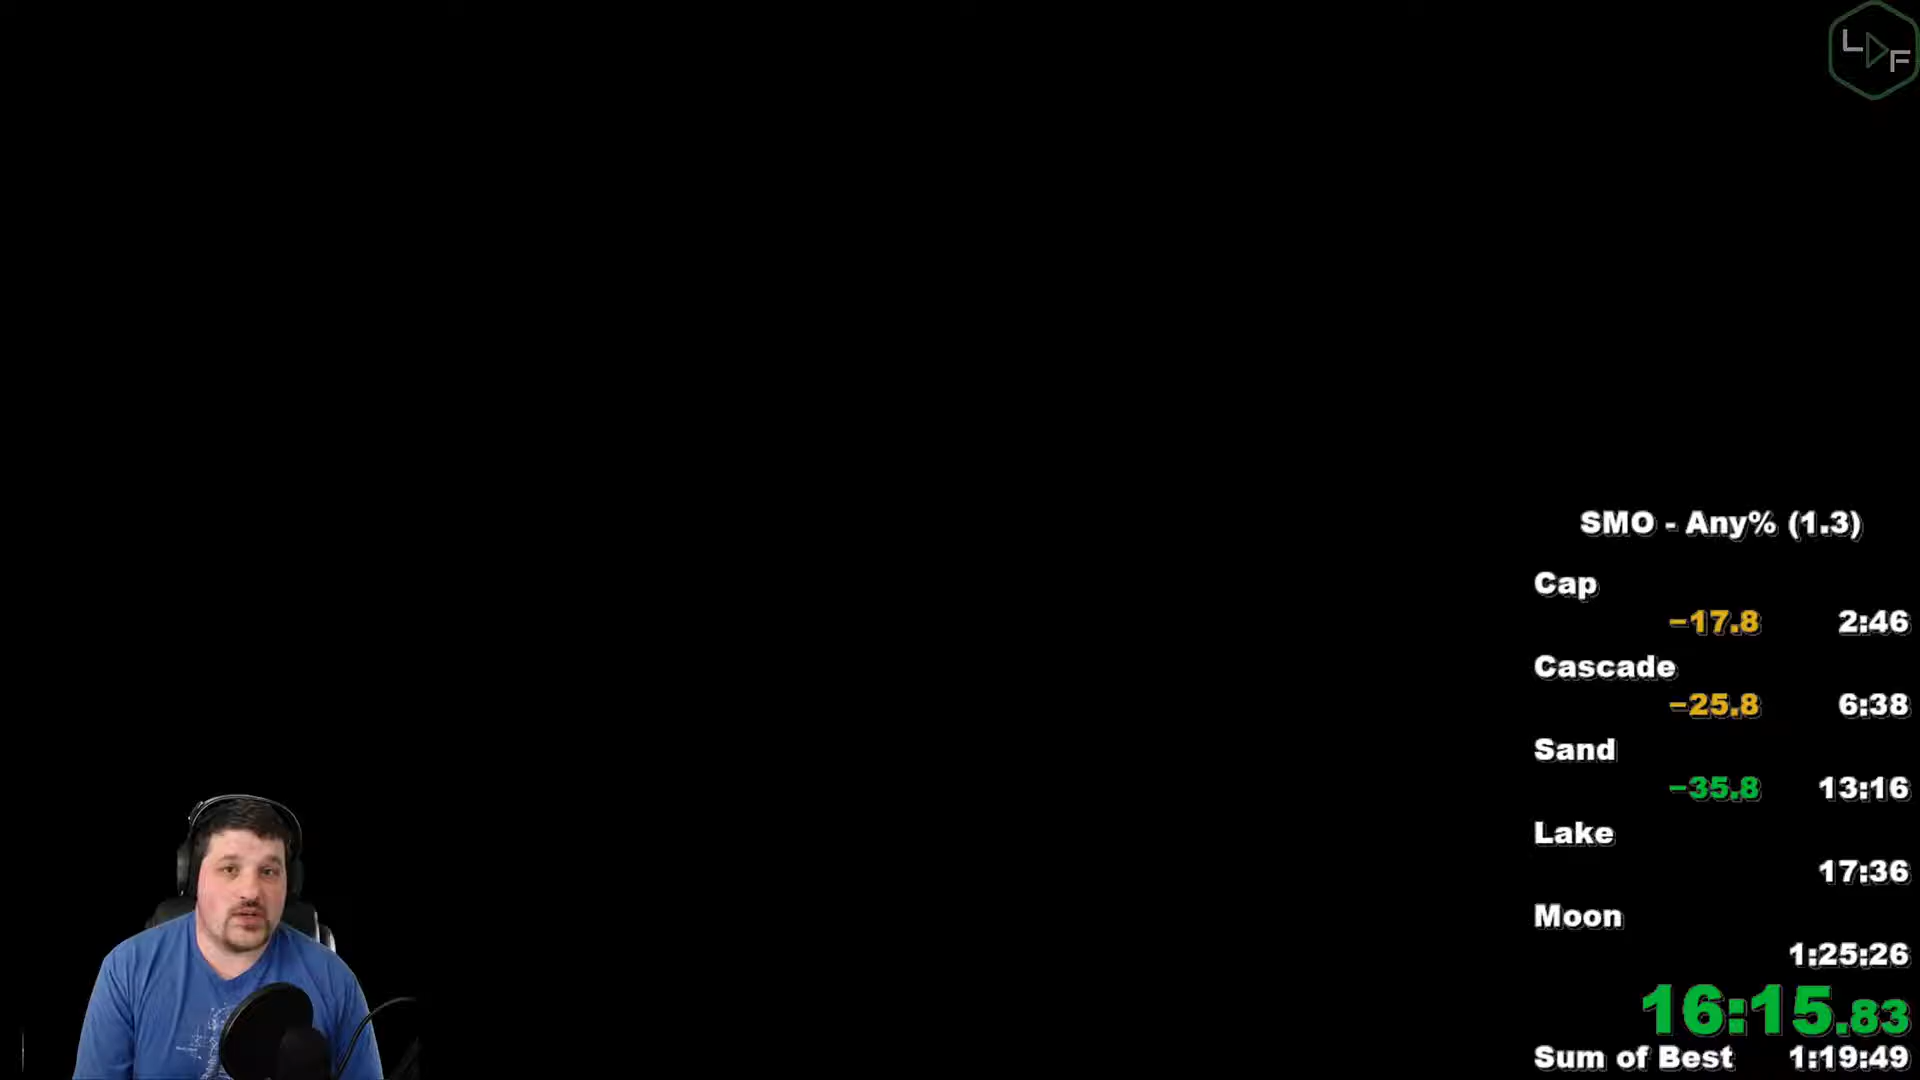 L F
SMO - Any% (1.3)
Cap
-17.8 2:46
Cascade
-25.8 6:38
Sand
-35.8 13:16
Lake
17:36
Moon
1:25:26
16:15.83
Sum of Best 1:19:49